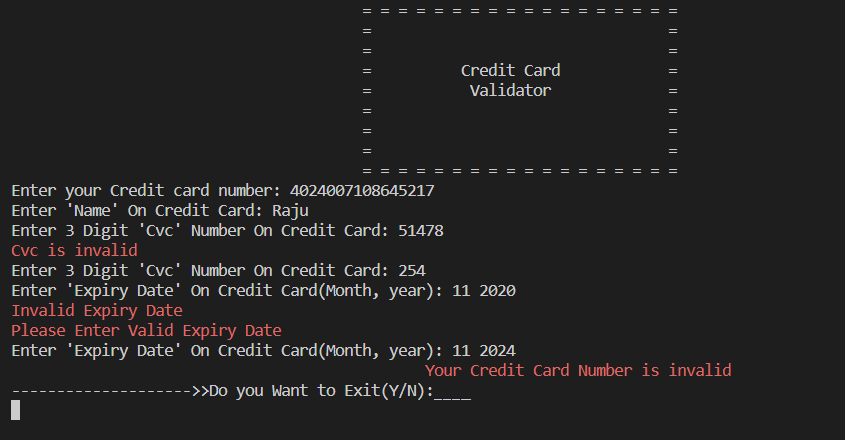 = = = = = = = = = = = = = = = = = =
= =
= =
= Credit Card =
= Validator =
= =
= =
= =
= = = = = = = = = = = = = = = = = =
Enter your Credit card number: 4024007108645217
Enter 'Name' On Credit Card: Raju
Enter 3 Digit 'Cvc' Number On Credit Card: 51478
Cvc is invalid
Enter 3 Digit 'Cvc' Number On Credit Card: 254
Enter 'Expiry Date' On Credit Card(Month, year): 11 2020
Invalid Expiry Date
Please Enter Valid Expiry Date
Enter 'Expiry Date' On Credit Card(Month, year): 11 2024
Your Credit Card Number is invalid
-------------------->>Do you Want to Exit(Y/N):____